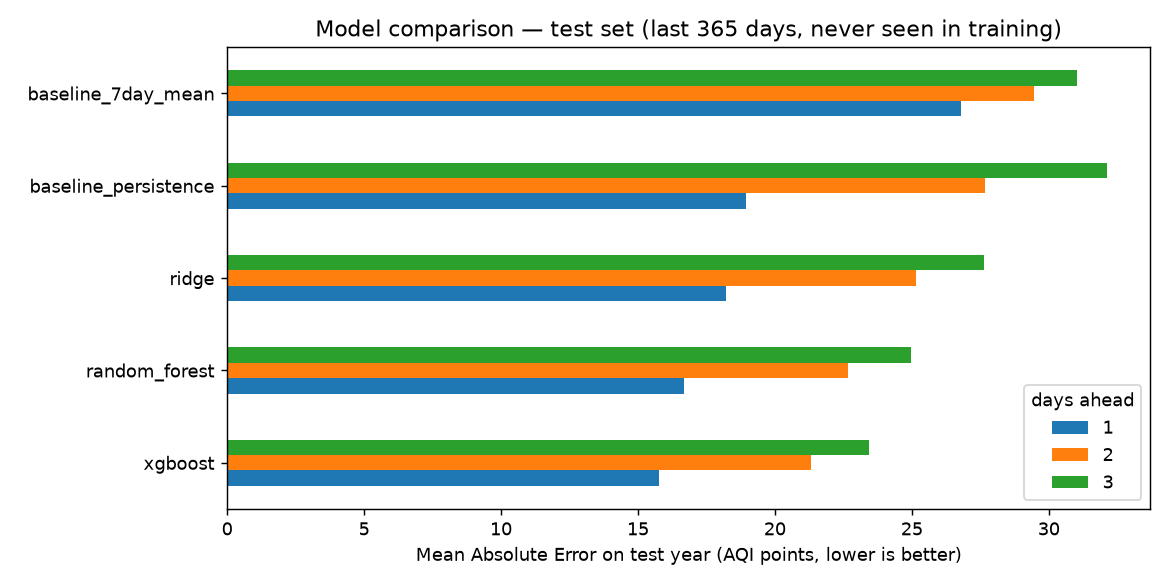 Model comparison — test set (last 365 days, never seen in training)
baseline_7day_mean
baseline_persistence
ridge
random_forest
xgboost
days ahead
1
2
3
0 5 10 15 20 25 30
Mean Absolute Error on test year (AQI points, lower is better)